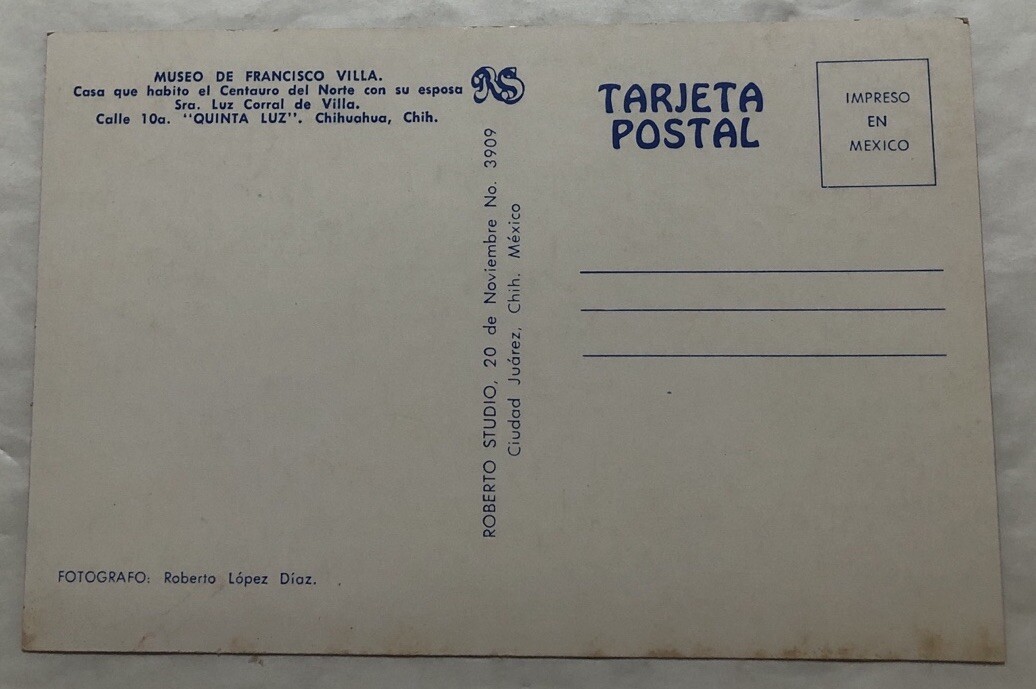 MUSEO DE FRANCISCO VILLA.
Casa que habito el Centauro del Norte con su esposa
Sra. Luz Corral de Villa.
Calle 10a. "QUINTA LUZ". Chihuahua, Chih.
FOTOGRAFO: Roberto López Díaz.
RS
ROBERTO STUDIO, 20 de Noviembre No. 3909
Ciudad Juárez, Chih. México
TARJETA
POSTAL
IMPRESO
EN
MEXICO